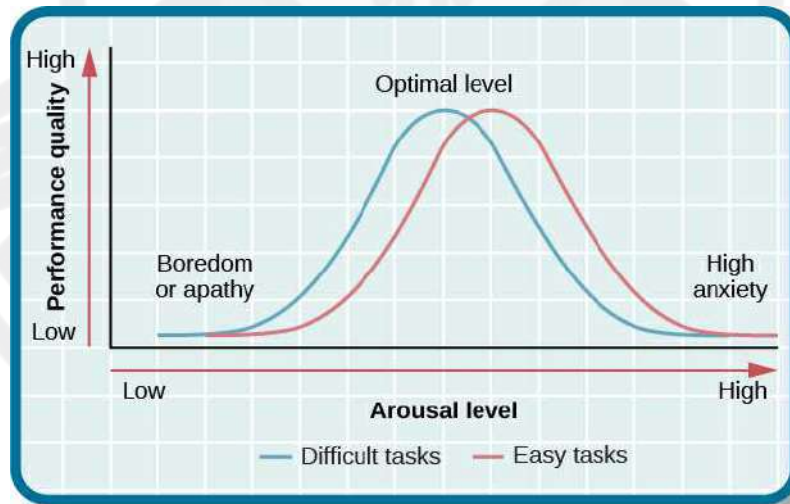 High
Optimal level
Performance quality
Boredom
or apathy
High
anxiety
Low
Low
High
Arousal level
Difficult tasks
Easy tasks